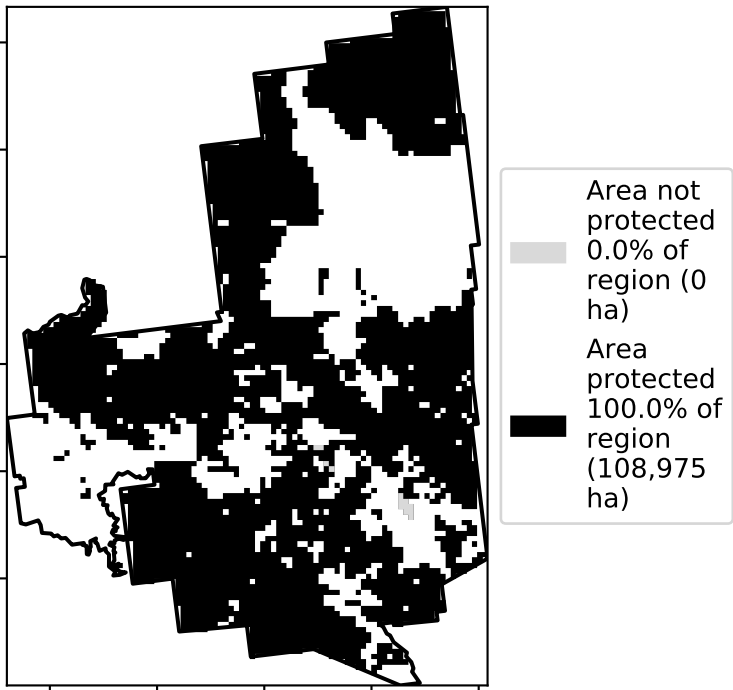 Area not
protected
0.0% of
region (0
ha)
Area
protected
100.0% of
region
(108,975
ha)